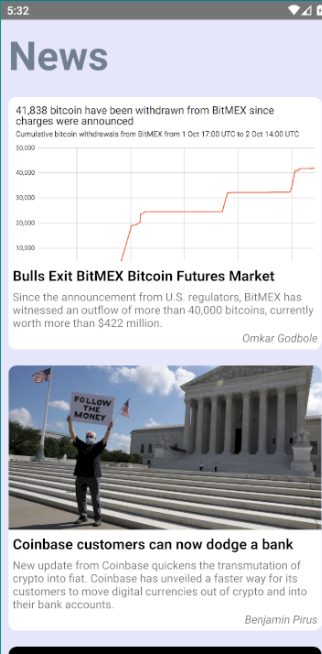 5:32
News
41,838 bitcoin have been withdrawn from BitMEX since
charges were announced
Cumulative bitcoin withdrawals from BitMEX from 1 Oct 17:00 UTC to 2 Oct 14:00 UTC
50,000
40,000
30,000
20,000
10,000
Bulls Exit BitMEX Bitcoin Futures Market
Since the announcement from U.S. regulators, BitMEX has
witnessed an outflow of more than 40,000 bitcoins, currently
worth more than $422 million.
Omkar Godbole
FOLLOW
THE
MONEY
Coinbase customers can now dodge a bank
New update from Coinbase quickens the transmutation of
crypto into fiat. Coinbase has unveiled a faster way for its
customers to move digital currencies out of crypto and into
their bank accounts.
Benjamin Pirus